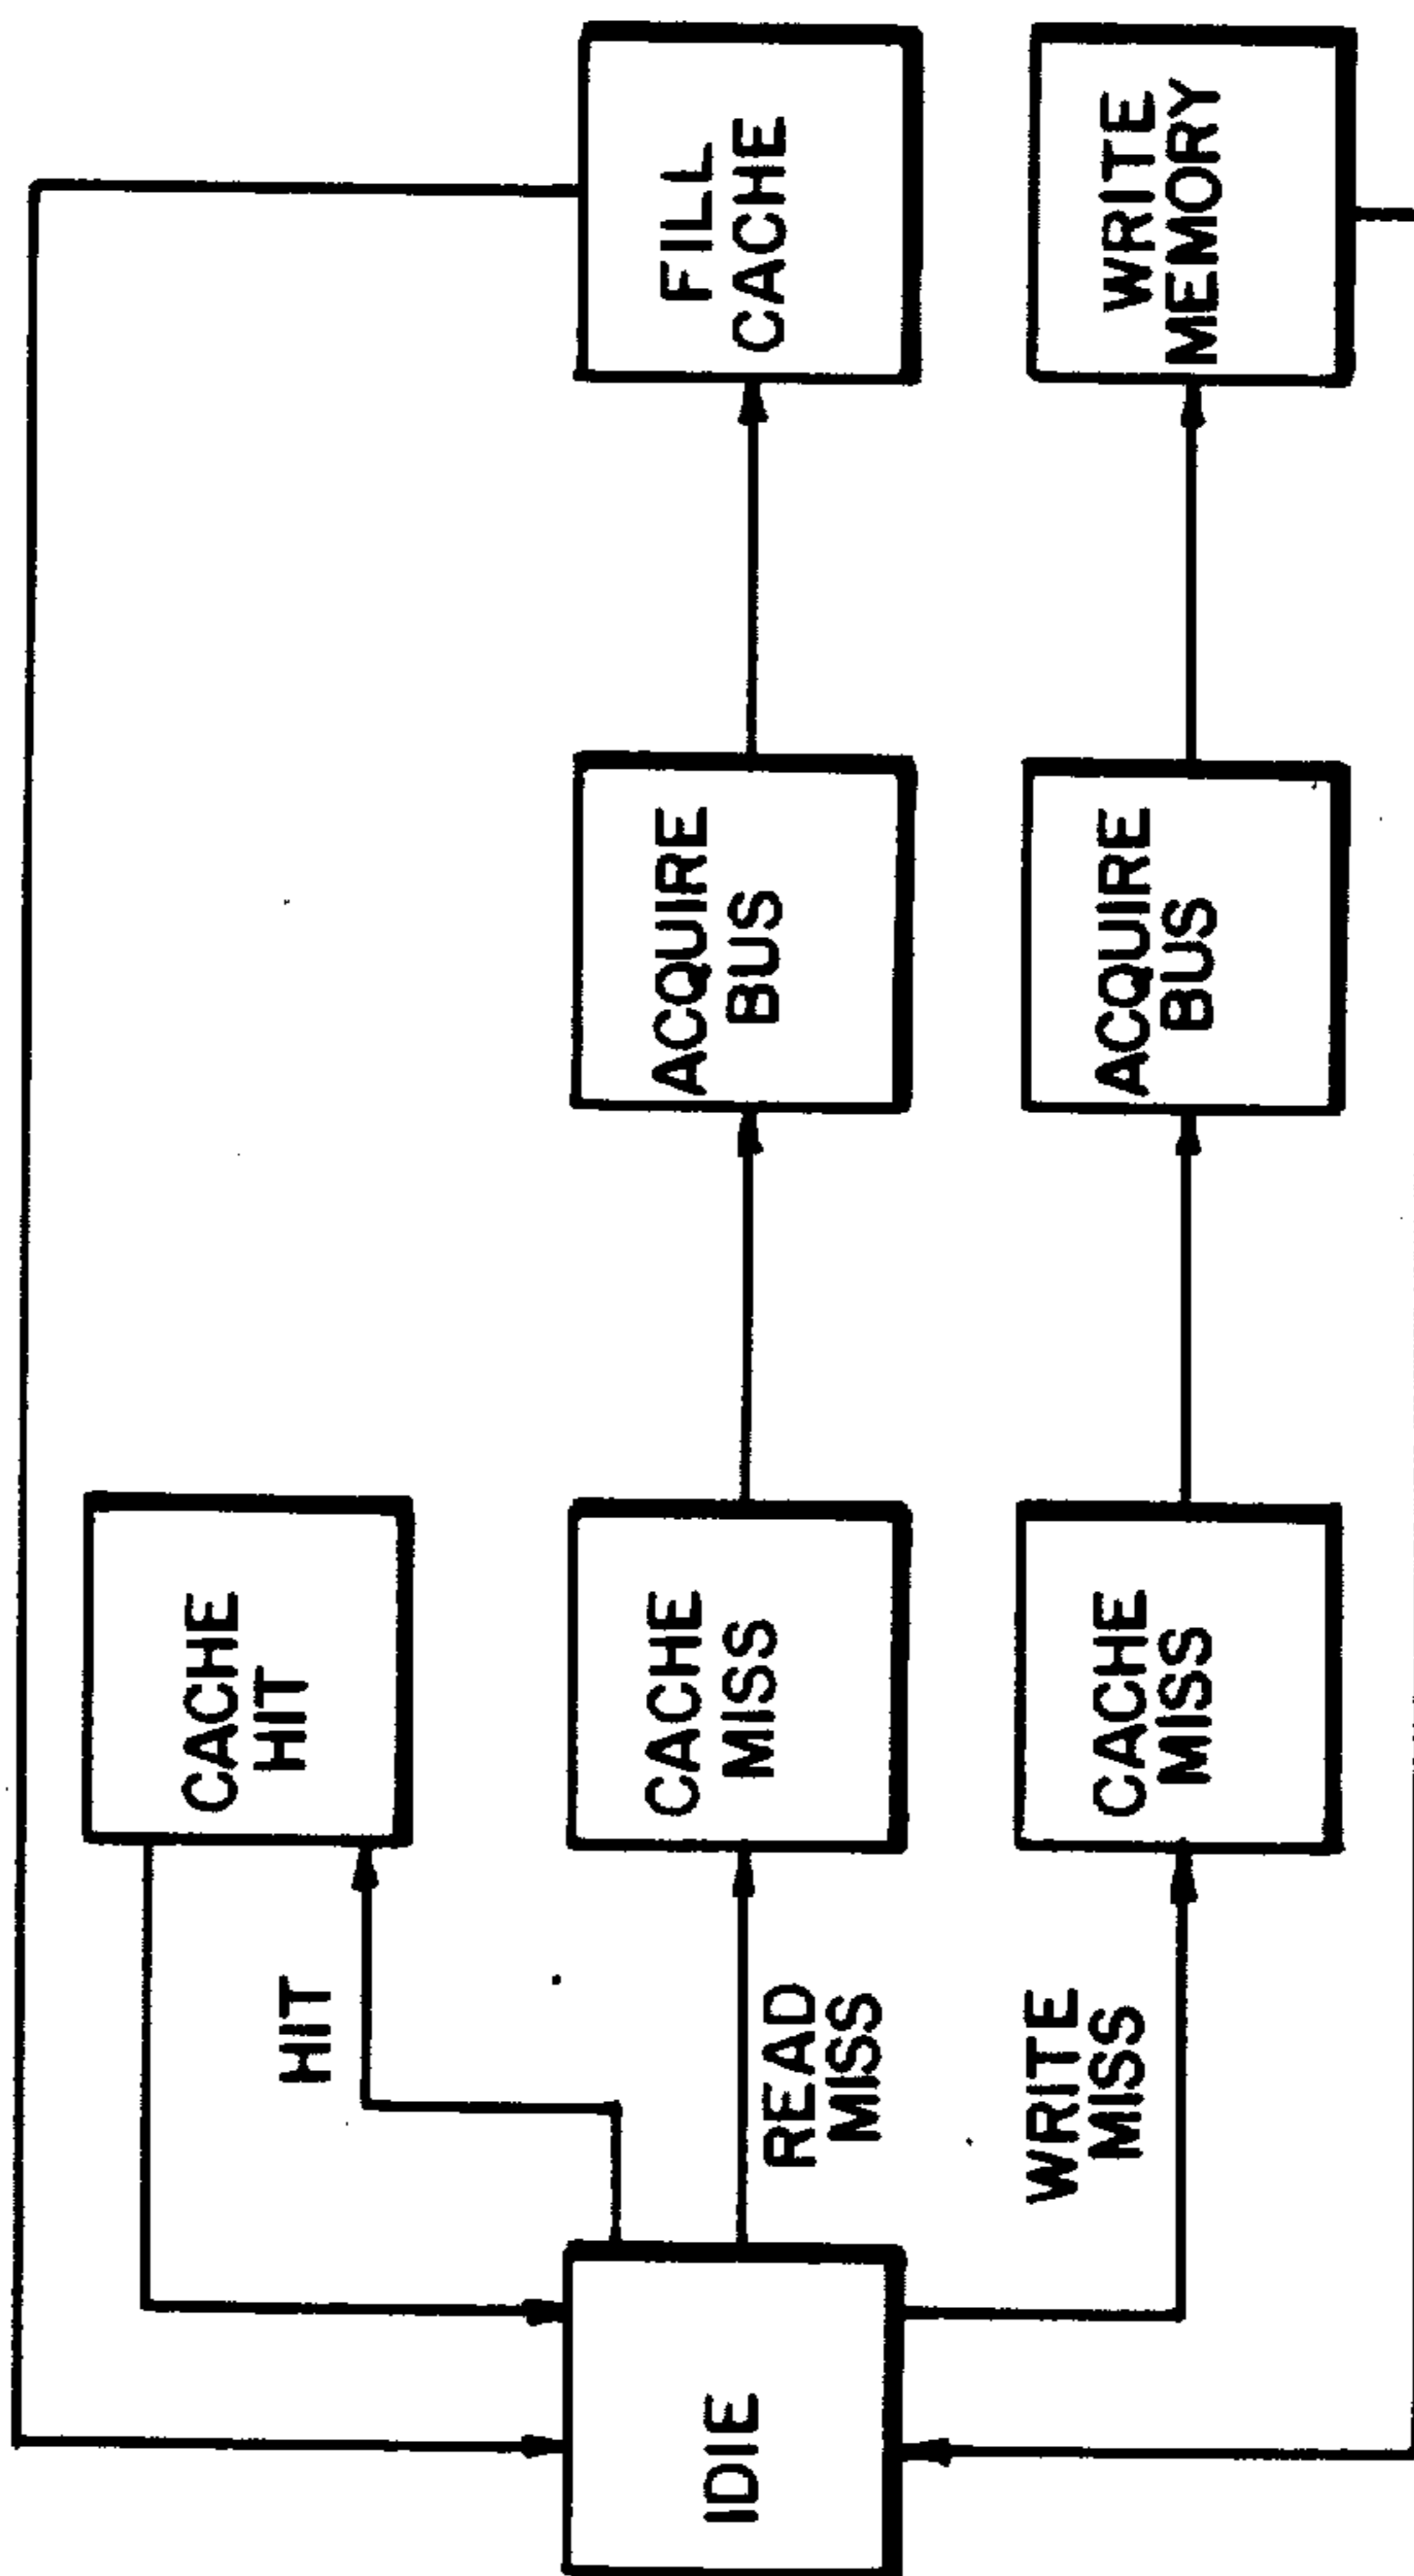 CACHE
HIT
HIT
IDIE
READ
MISS
CACHE
MISS
ACQUIRE
BUS
FILL
CACHE
WRITE
MISS
CACHE
MISS
ACQUIRE
BUS
WRITE
MEMORY